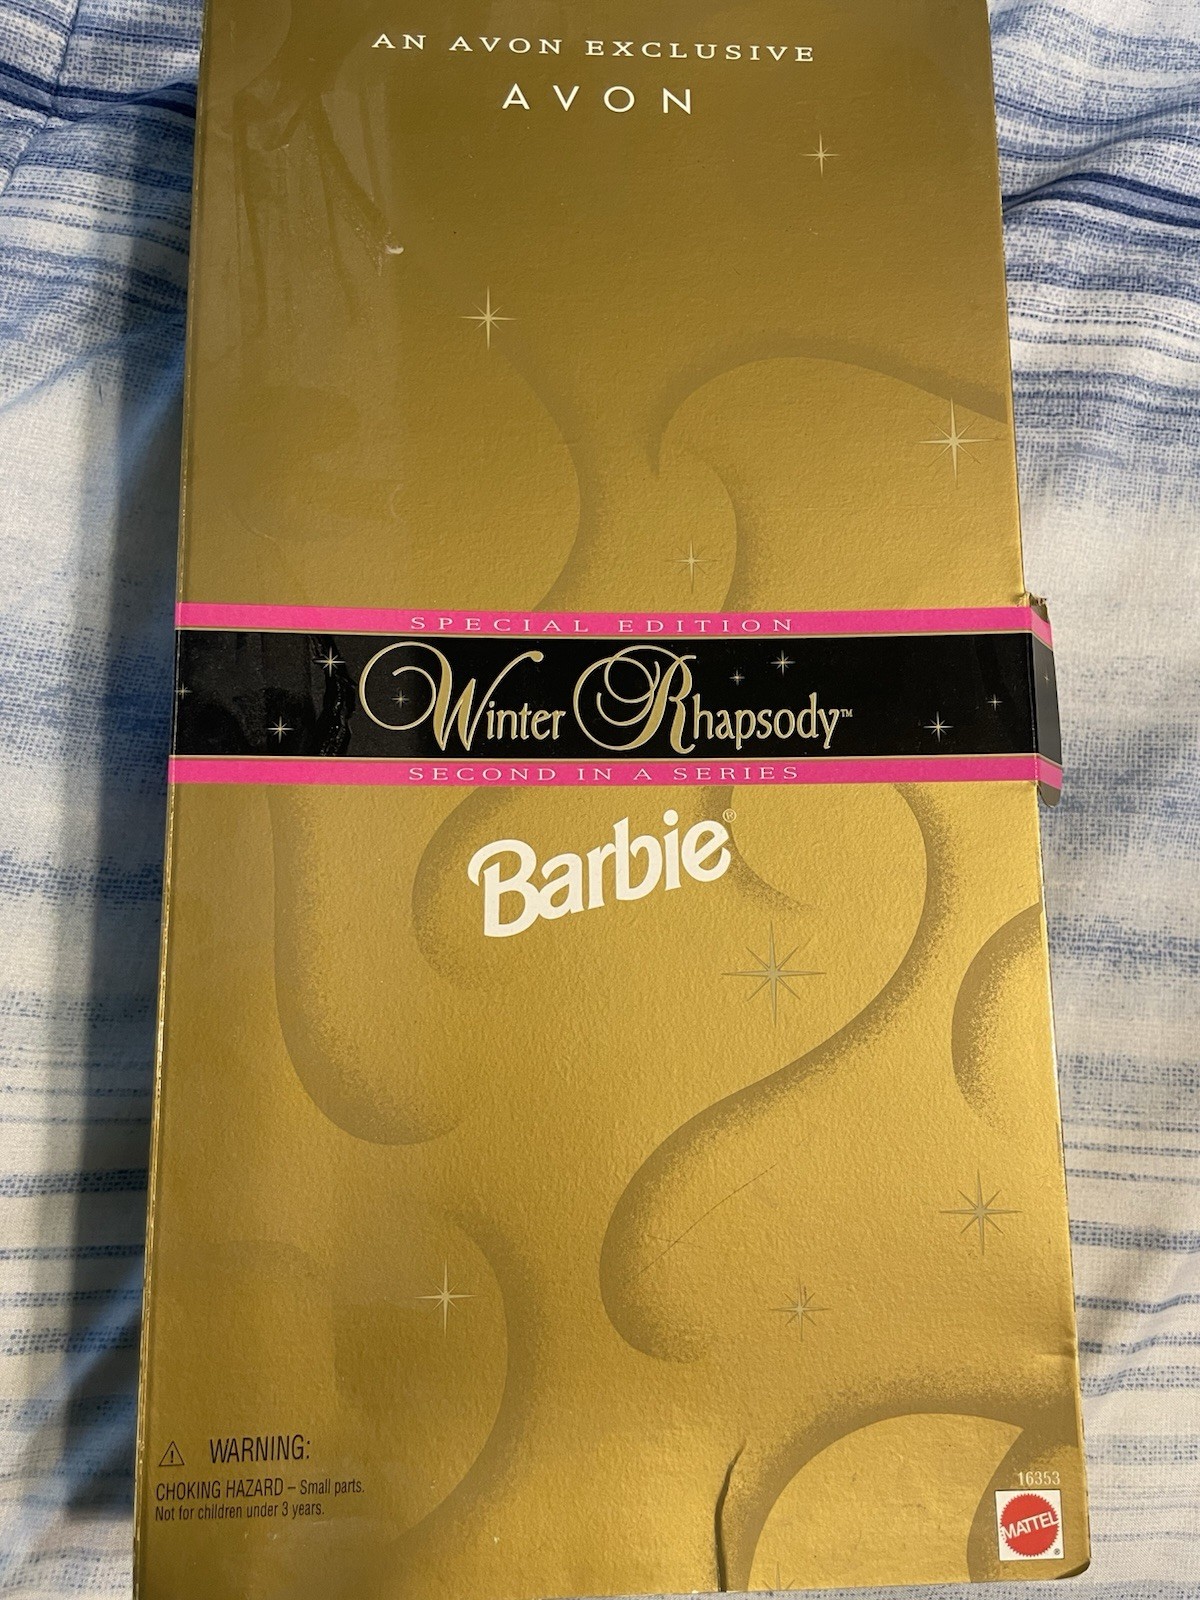 AN AVON EXCLUSIVE
AVON
SPECIAL EDITION
Winter Rhapsody™
SECOND IN A SERIES
Barbie®
⚠ WARNING:
CHOKING HAZARD – Small parts.
Not for children under 3 years.
16353
MATTEL®